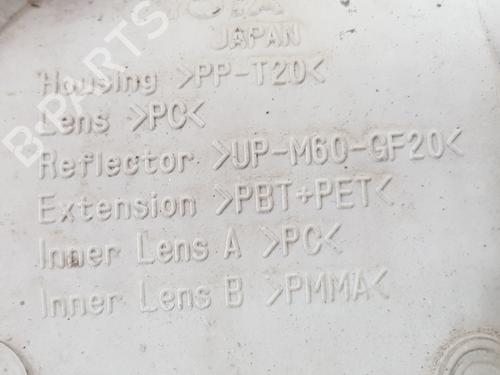 JAPAN
Housing >PP-T20<
Lens >PC<
Reflector >UP-M60-GF20<
Extension >PBT+PET<
Inner Lens A >PC<
Inner Lens B >PMMA<
B-PARTS